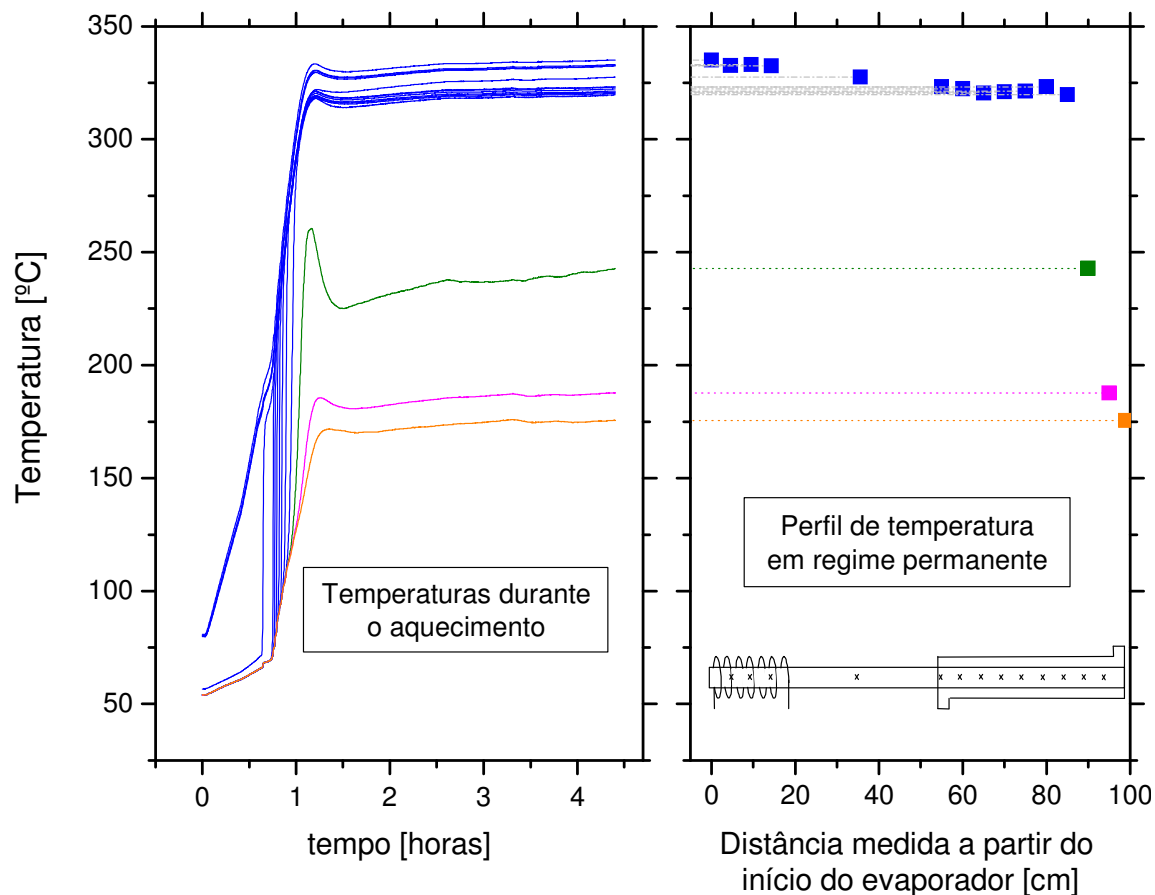 350
300
250
200
150
100
50
Temperatura [ºC]
0
1
2
3
4
tempo [horas]
Temperaturas durante
o aquecimento
Perfil de temperatura
em regime permanente
x x x x x x x x x x x x x
0
20
40
60
80
100
Distância medida a partir do
início do evaporador [cm]